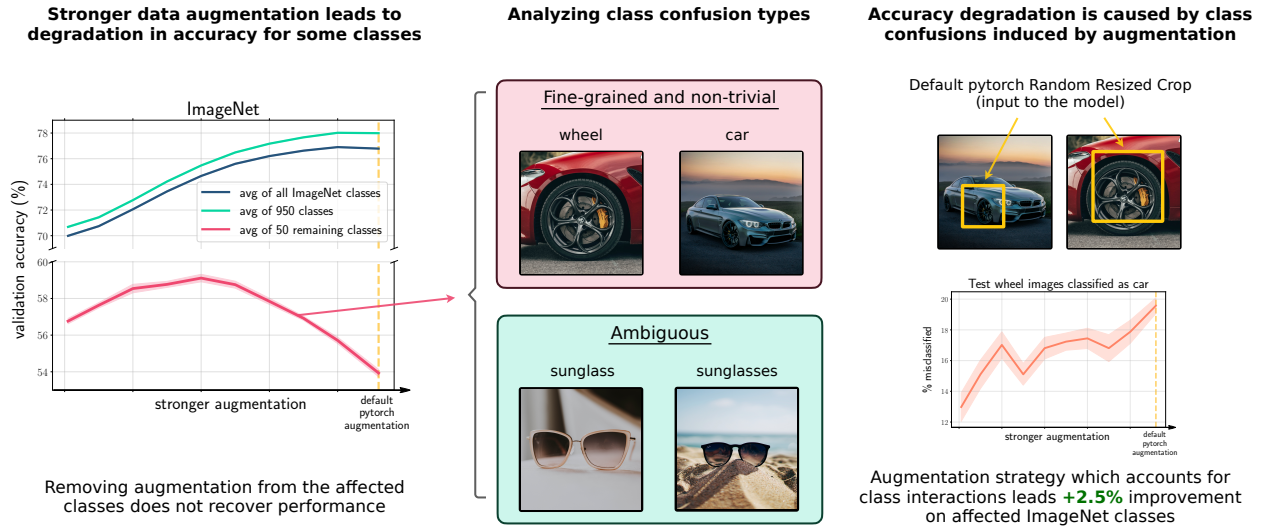 Stronger data augmentation leads to
degradation in accuracy for some classes
ImageNet
validation accuracy (%)
78
76
74
72
70
60
58
56
54
avg of all ImageNet classes
avg of 950 classes
avg of 50 remaining classes
stronger augmentation
default
pytorch
augmentation
Removing augmentation from the affected
classes does not recover performance
Analyzing class confusion types
Fine-grained and non-trivial
wheel
car
Ambiguous
sunglass
sunglasses
Accuracy degradation is caused by class
confusions induced by augmentation
Default pytorch Random Resized Crop
(input to the model)
Test wheel images classified as car
% misclassified
20
18
16
14
12
stronger augmentation
default
pytorch
augmentation
Augmentation strategy which accounts for
class interactions leads +2.5% improvement
on affected ImageNet classes